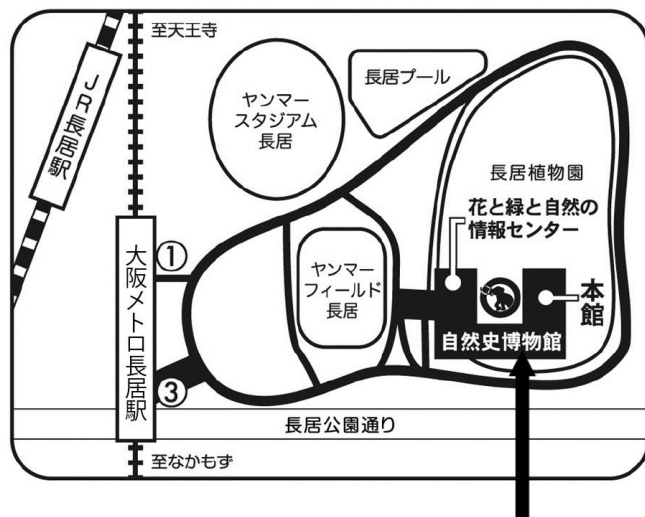 至天王寺
JR長居駅
ヤンマー
スタジアム
長居
長居プール
長居植物園
花と緑と自然の
情報センター
大阪メトロ長居駅
①
ヤンマー
フィールド
長居
本館
自然史博物館
③
長居公園通り
至なかもず